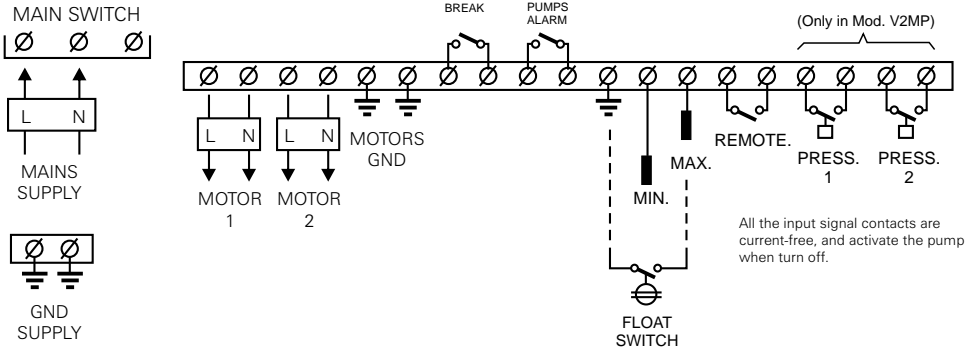 MAIN SWITCH
L N
MAINS
SUPPLY
GND
SUPPLY
BREAK
PUMPS
ALARM
(Only in Mod. V2MP)
L N
MOTOR
1
L N
MOTOR
2
MOTORS
GND
MIN.
MAX.
REMOTE.
PRESS.
1
PRESS.
2
FLOAT
SWITCH
All the input signal contacts are
current-free, and activate the pump
when turn off.